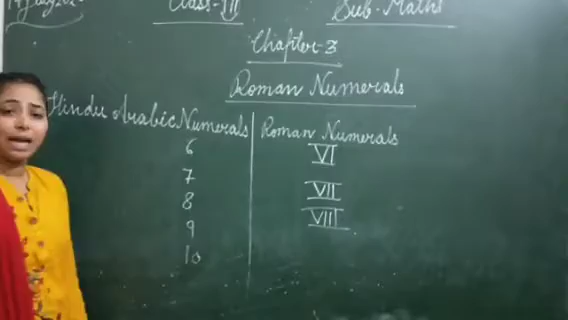 Class-III Sub-Maths
Chapter-3
Roman Numerals
Hindu Arabic Numerals Roman Numerals
6 VI
7 VII
8 VIII
9
10